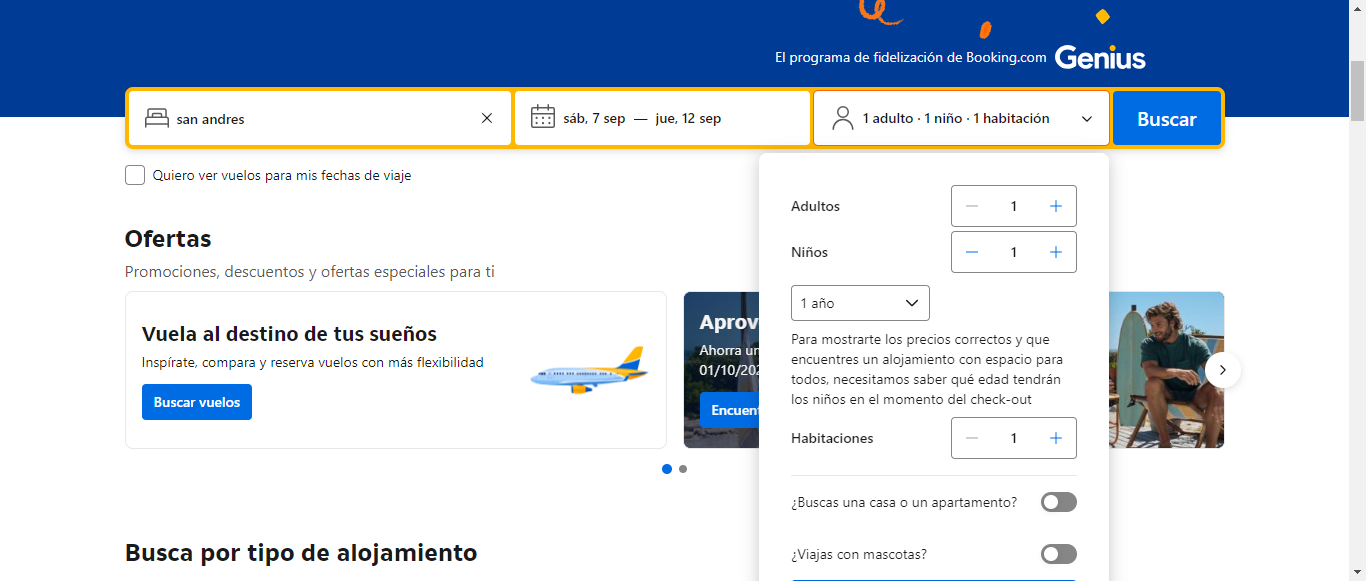 El programa de fidelización de Booking.com Genius
san andres
sáb, 7 sep — jue, 12 sep
1 adulto · 1 niño · 1 habitación
Buscar
Quiero ver vuelos para mis fechas de viaje
Adultos 1
Niños 1
1 año
Para mostrarte los precios correctos y que
encuentres un alojamiento con espacio para
todos, necesitamos saber qué edad tendrán
los niños en el momento del check-out
Habitaciones 1
¿Buscas una casa o un apartamento?
¿Viajas con mascotas?
Ofertas
Promociones, descuentos y ofertas especiales para ti
Vuela al destino de tus sueños
Inspírate, compara y reserva vuelos con más flexibilidad
Buscar vuelos
Aprov
Ahorra un
01/10/202
Encuent
Busca por tipo de alojamiento